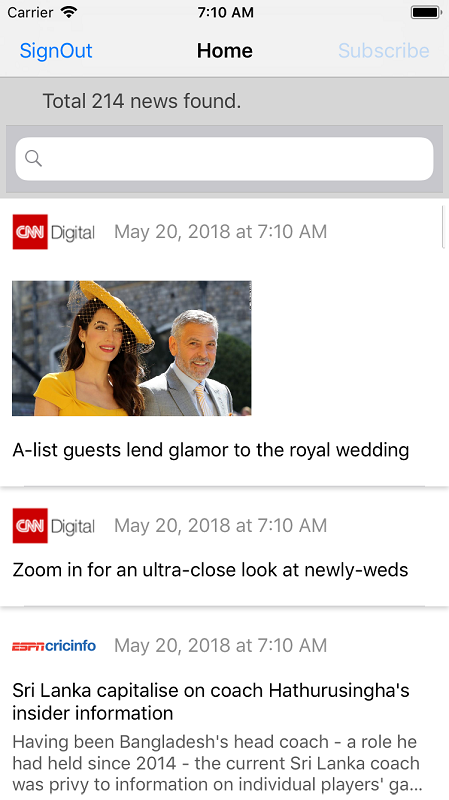 Carrier 7:10 AM
SignOut Home Subscribe
Total 214 news found.
CNN Digital May 20, 2018 at 7:10 AM
A-list guests lend glamor to the royal wedding
CNN Digital May 20, 2018 at 7:10 AM
Zoom in for an ultra-close look at newly-weds
ESPN cricinfo May 20, 2018 at 7:10 AM
Sri Lanka capitalise on coach Hathurusingha's
insider information
Having been Bangladesh's head coach - a role he
had held since 2014 - the current Sri Lanka coach
was privy to information on individual players' ga...